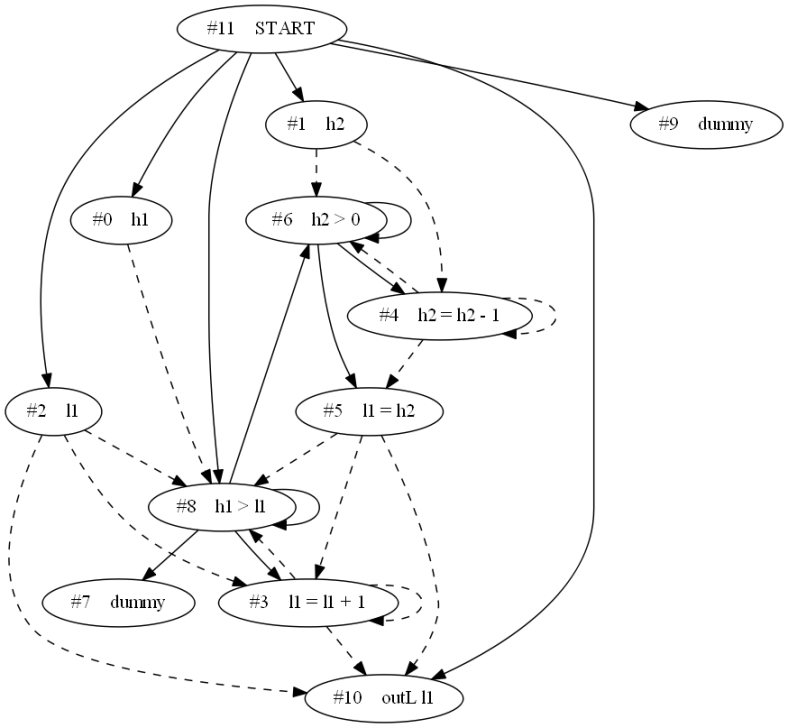 #11 START
#1 h2
#9 dummy
#0 h1
#6 h2 > 0
#4 h2 = h2 - 1
#2 l1
#5 l1 = h2
#8 h1 > l1
#7 dummy
#3 l1 = l1 + 1
#10 outL l1